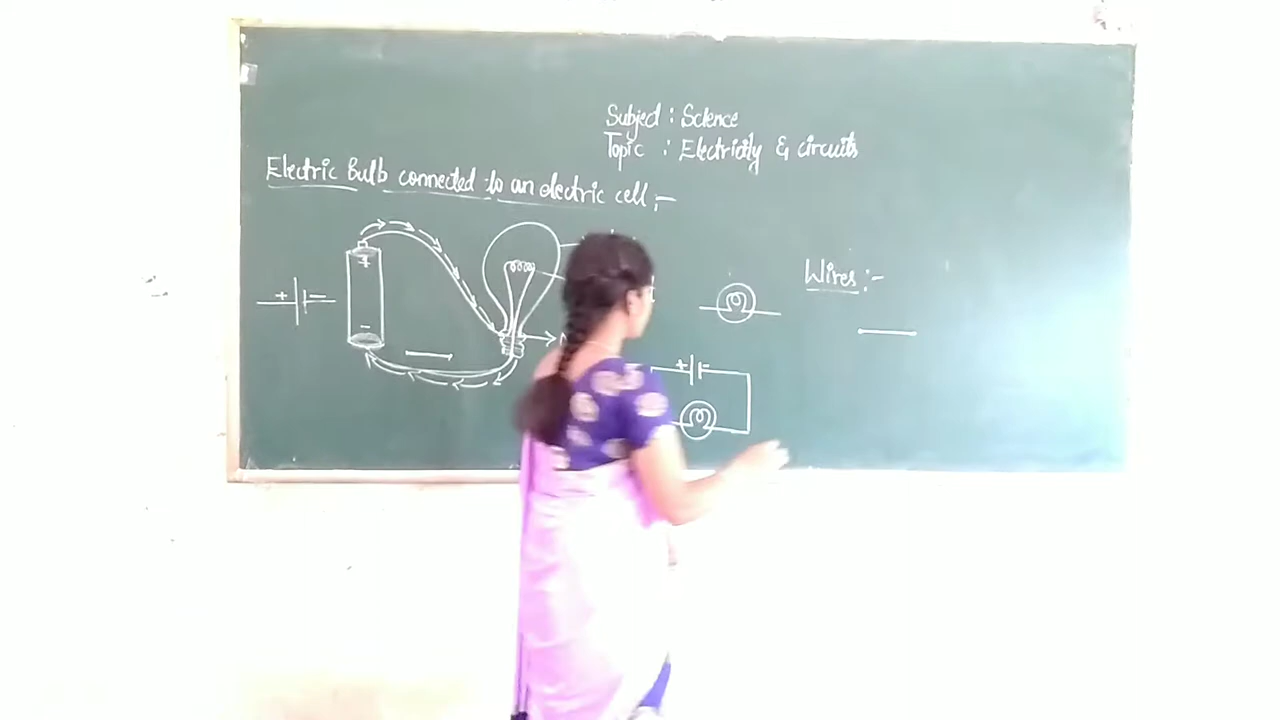 Subject : Science
Topic : Electricity & circuits
Electric Bulb connected to an electric cell :-
Wires :-
+ -
+
-
+ -